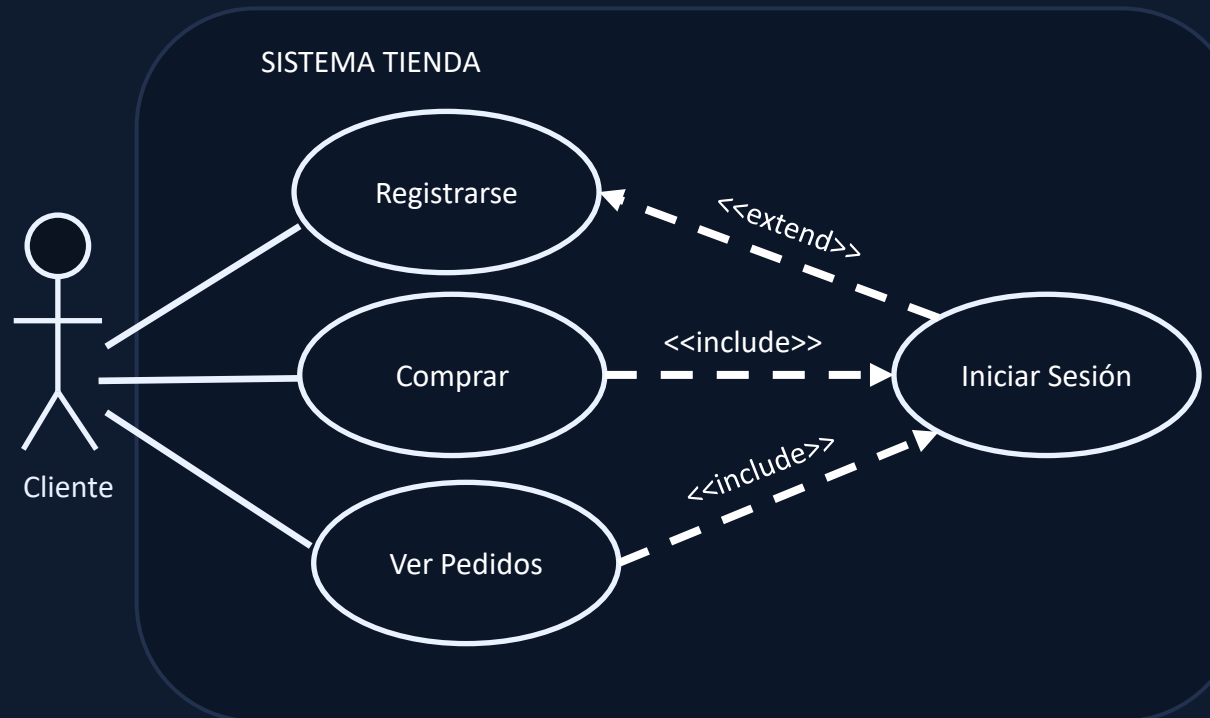 SISTEMA TIENDA
Registrarse
<<extend>>
<<include>>
Comprar
Iniciar Sesión
<<include>>
Cliente
Ver Pedidos